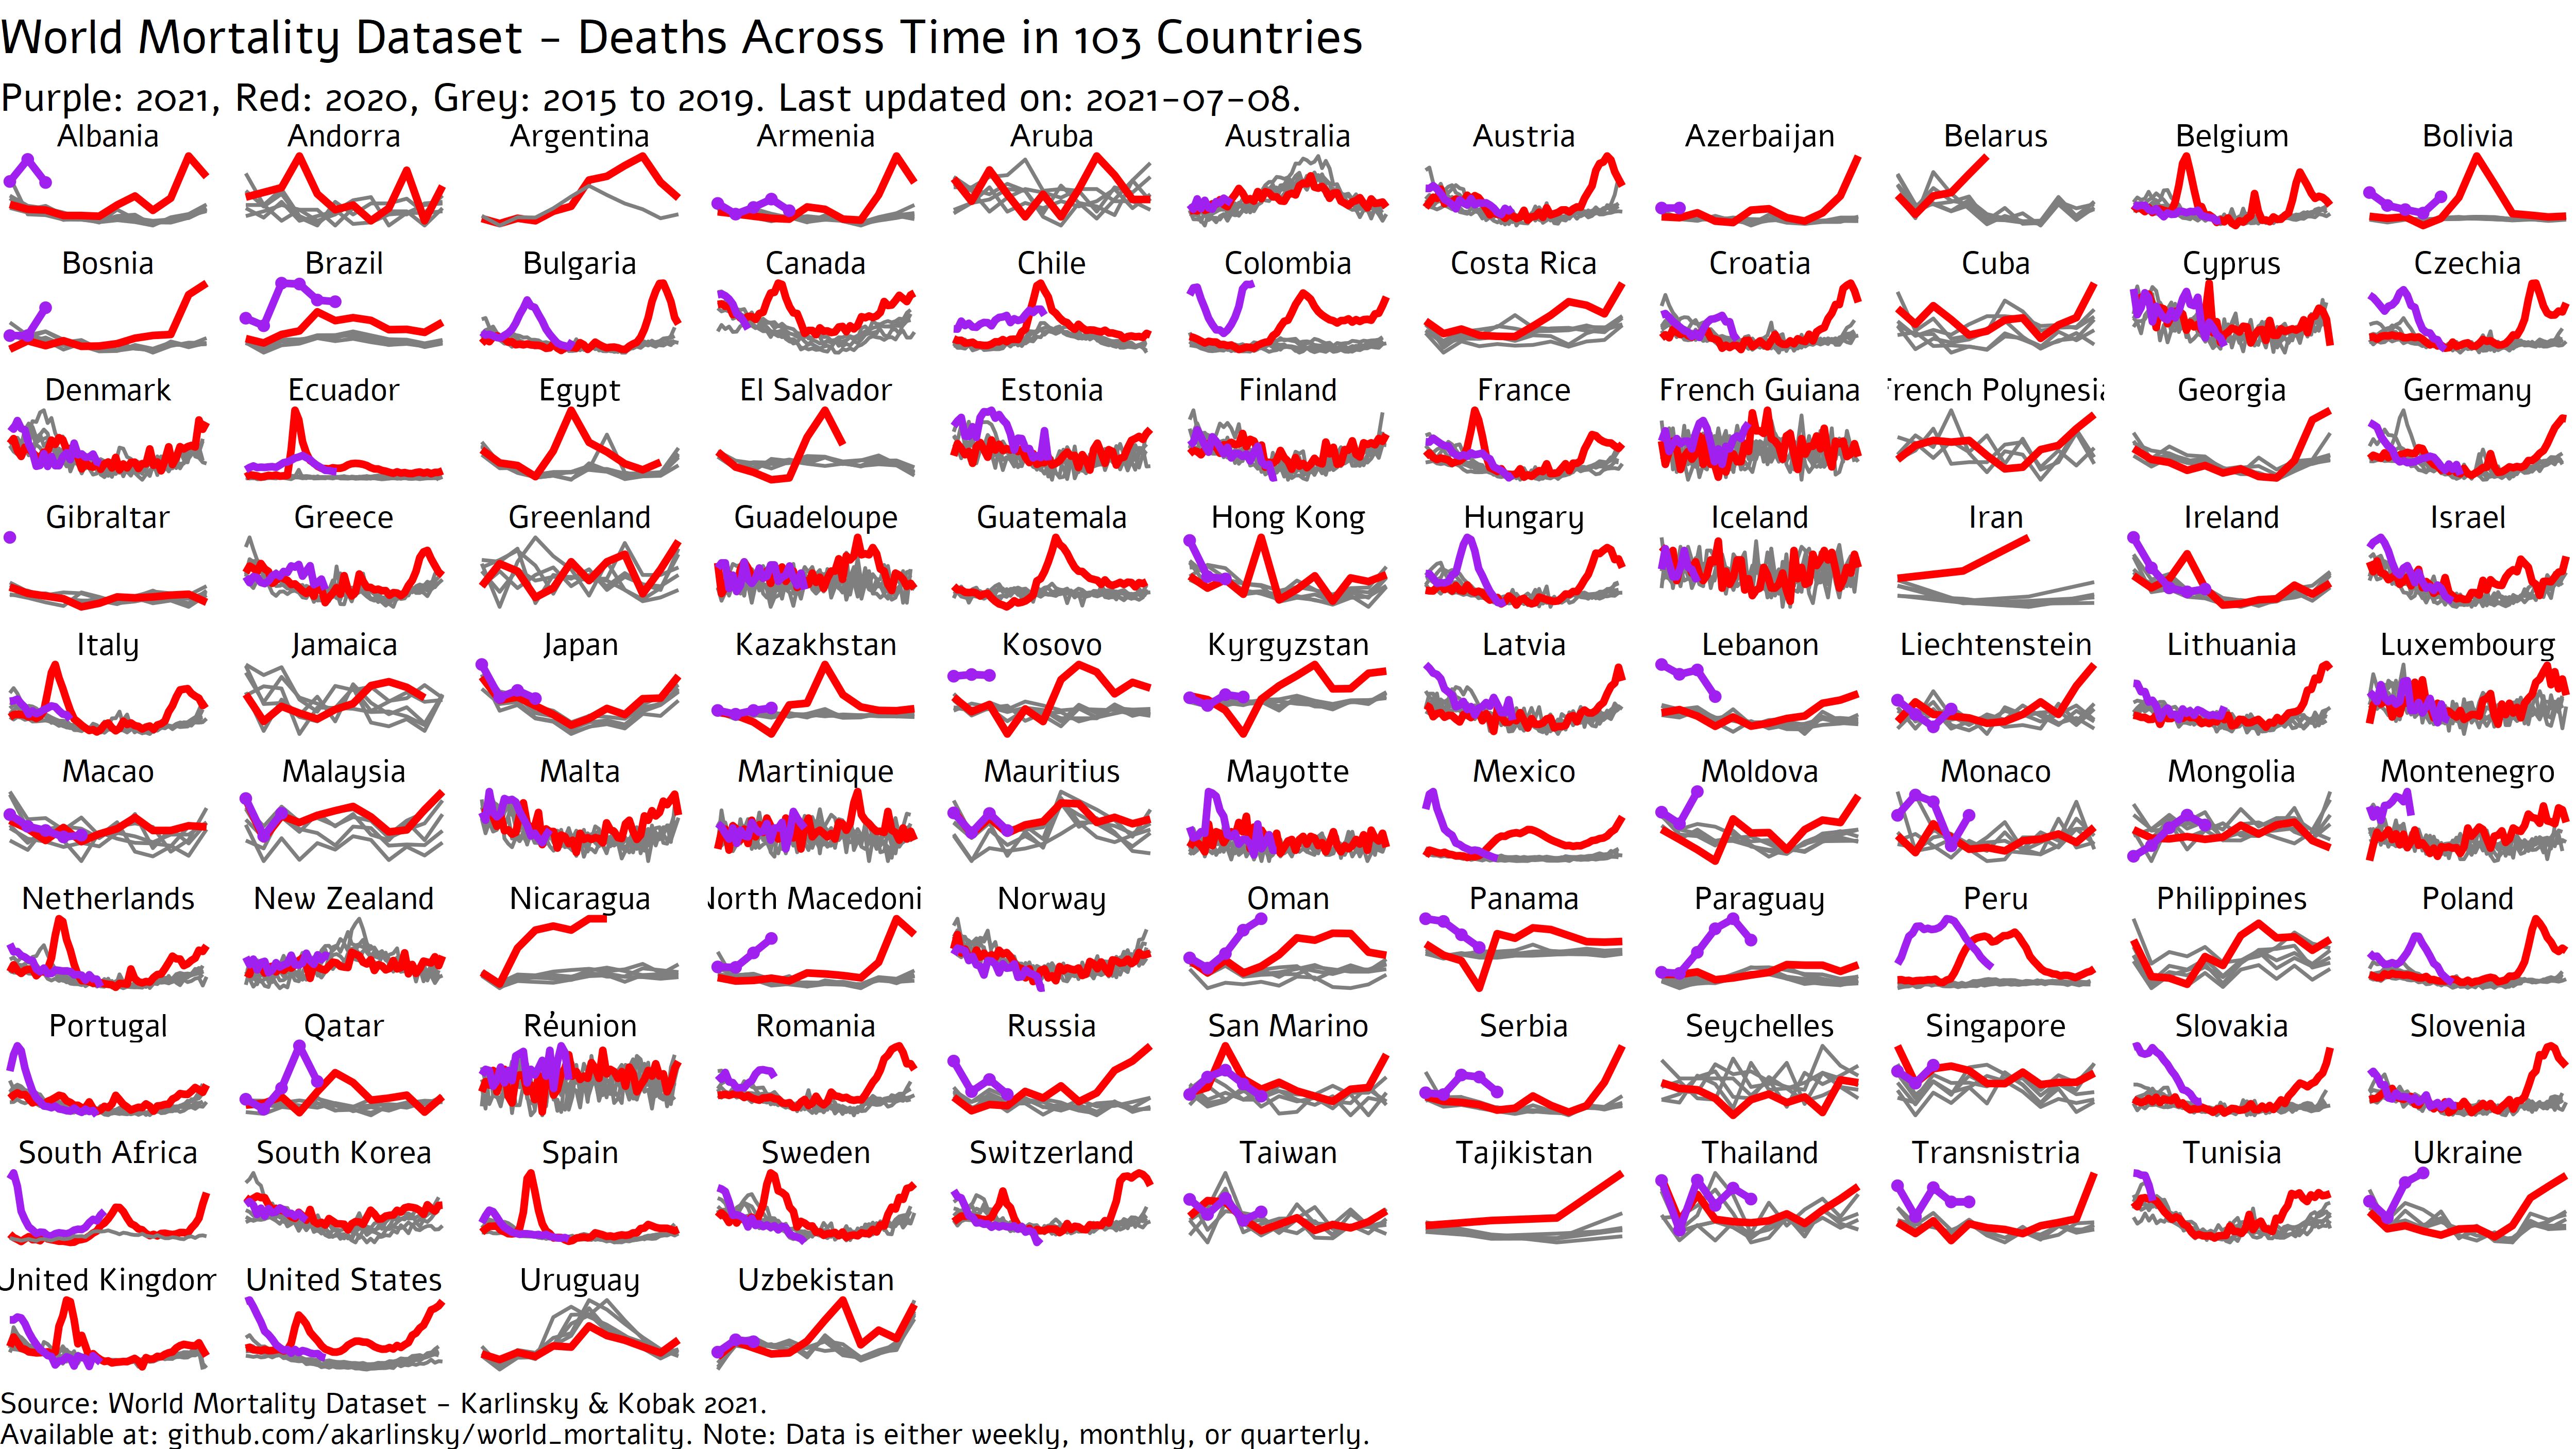 World Mortality Dataset - Deaths Across Time in 103 Countries
Purple: 2021, Red: 2020, Grey: 2015 to 2019. Last updated on: 2021-07-08.
Albania Andorra Argentina Armenia Aruba Australia Austria Azerbaijan Belarus Belgium Bolivia
Bosnia Brazil Bulgaria Canada Chile Colombia Costa Rica Croatia Cuba Cyprus Czechia
Denmark Ecuador Egypt El Salvador Estonia Finland France French Guiana French Polynesia Georgia Germany
Gibraltar Greece Greenland Guadeloupe Guatemala Hong Kong Hungary Iceland Iran Ireland Israel
Italy Jamaica Japan Kazakhstan Kosovo Kyrgyzstan Latvia Lebanon Liechtenstein Lithuania Luxembourg
Macao Malaysia Malta Martinique Mauritius Mayotte Mexico Moldova Monaco Mongolia Montenegro
Netherlands New Zealand Nicaragua North Macedoni Norway Oman Panama Paraguay Peru Philippines Poland
Portugal Qatar Réunion Romania Russia San Marino Serbia Seychelles Singapore Slovakia Slovenia
South Africa South Korea Spain Sweden Switzerland Taiwan Tajikistan Thailand Transnistria Tunisia Ukraine
United Kingdom United States Uruguay Uzbekistan
Source: World Mortality Dataset - Karlinsky & Kobak 2021.
Available at: github.com/akarlinsky/world_mortality. Note: Data is either weekly, monthly, or quarterly.